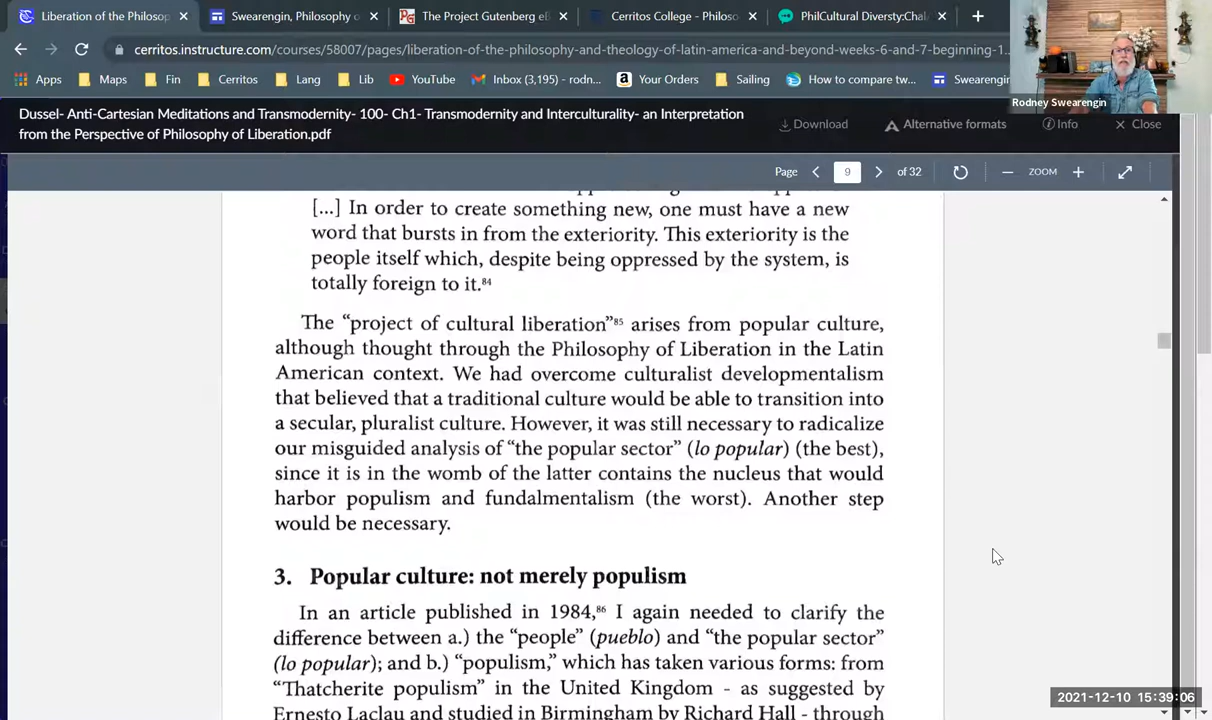 Liberation of the Philosop
Swearengin, Philosophy o
The Project Gutenberg eB
Cerritos College - Philoso
PhilCultural Diversty:Chal
cerritos.instructure.com/courses/58007/pages/liberation-of-the-philosophy-and-theology-of-latin-america-and-beyond-weeks-6-and-7-beginning-1...
Apps Maps Fin Cerritos Lang Lib YouTube Inbox (3,195) - rodn... Your Orders Sailing How to compare tw... Swearengin
Rodney Swearengin
Dussel- Anti-Cartesian Meditations and Transmodernity- 100- Ch1- Transmodernity and Interculturality- an Interpretation
from the Perspective of Philosophy of Liberation.pdf
Download Alternative formats Info Close
Page 9 of 32 ZOOM
[...] In order to create something new, one must have a new
word that bursts in from the exteriority. This exteriority is the
people itself which, despite being oppressed by the system, is
totally foreign to it.84
The “project of cultural liberation”85 arises from popular culture,
although thought through the Philosophy of Liberation in the Latin
American context. We had overcome culturalist developmentalism
that believed that a traditional culture would be able to transition into
a secular, pluralist culture. However, it was still necessary to radicalize
our misguided analysis of “the popular sector” (lo popular) (the best),
since it is in the womb of the latter contains the nucleus that would
harbor populism and fundalmentalism (the worst). Another step
would be necessary.
3. Popular culture: not merely populism
In an article published in 1984,86 I again needed to clarify the
difference between a.) the “people” (pueblo) and “the popular sector”
(lo popular); and b.) “populism,” which has taken various forms: from
“Thatcherite populism” in the United Kingdom - as suggested by
Ernesto Laclau and studied in Birmingham by Richard Hall - through
2021-12-10 15:39:06